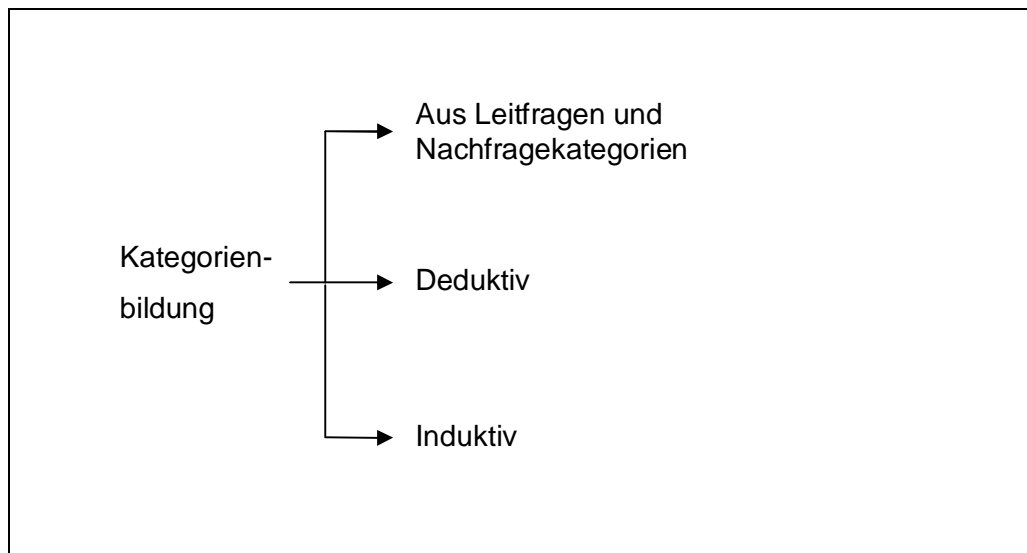 Aus Leitfragen und
Nachfragekategorien
Kategorien-
bildung
Deduktiv
Induktiv